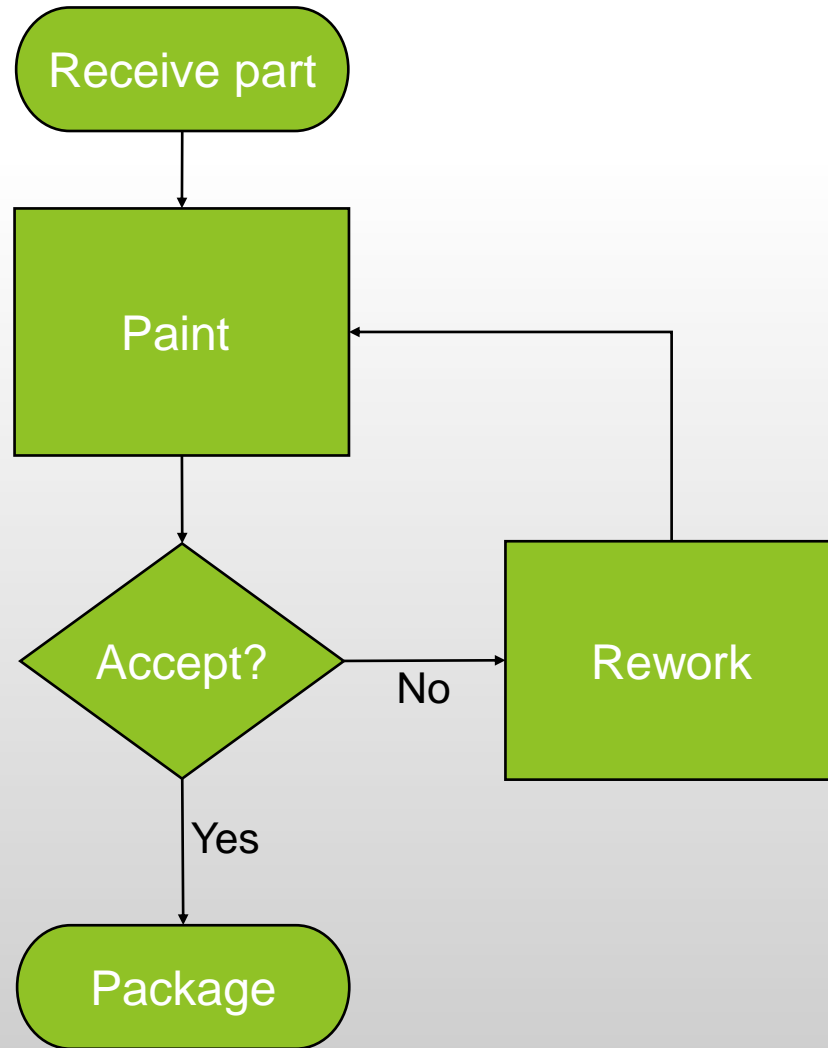 Receive part
Paint
Accept?
No
Rework
Yes
Package